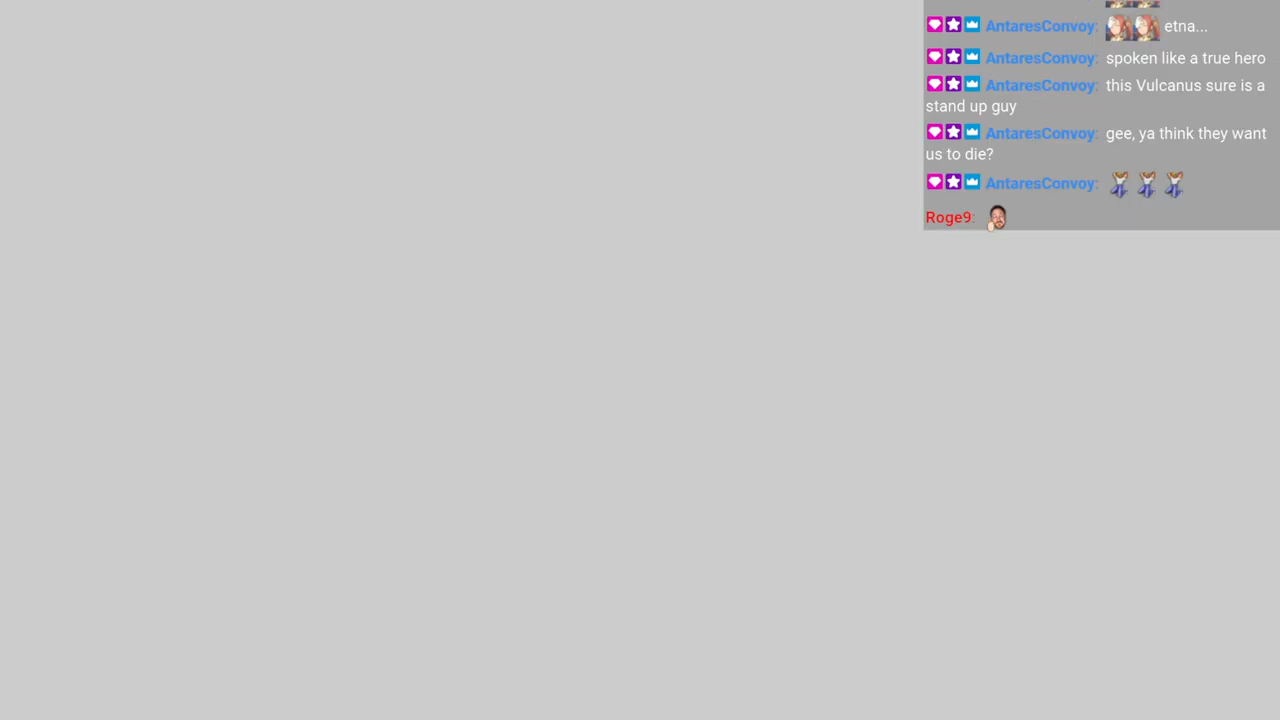 AntaresConvoy: etna...
AntaresConvoy: spoken like a true hero
AntaresConvoy: this Vulcanus sure is a
stand up guy
AntaresConvoy: gee, ya think they want
us to die?
AntaresConvoy:
Roge9: